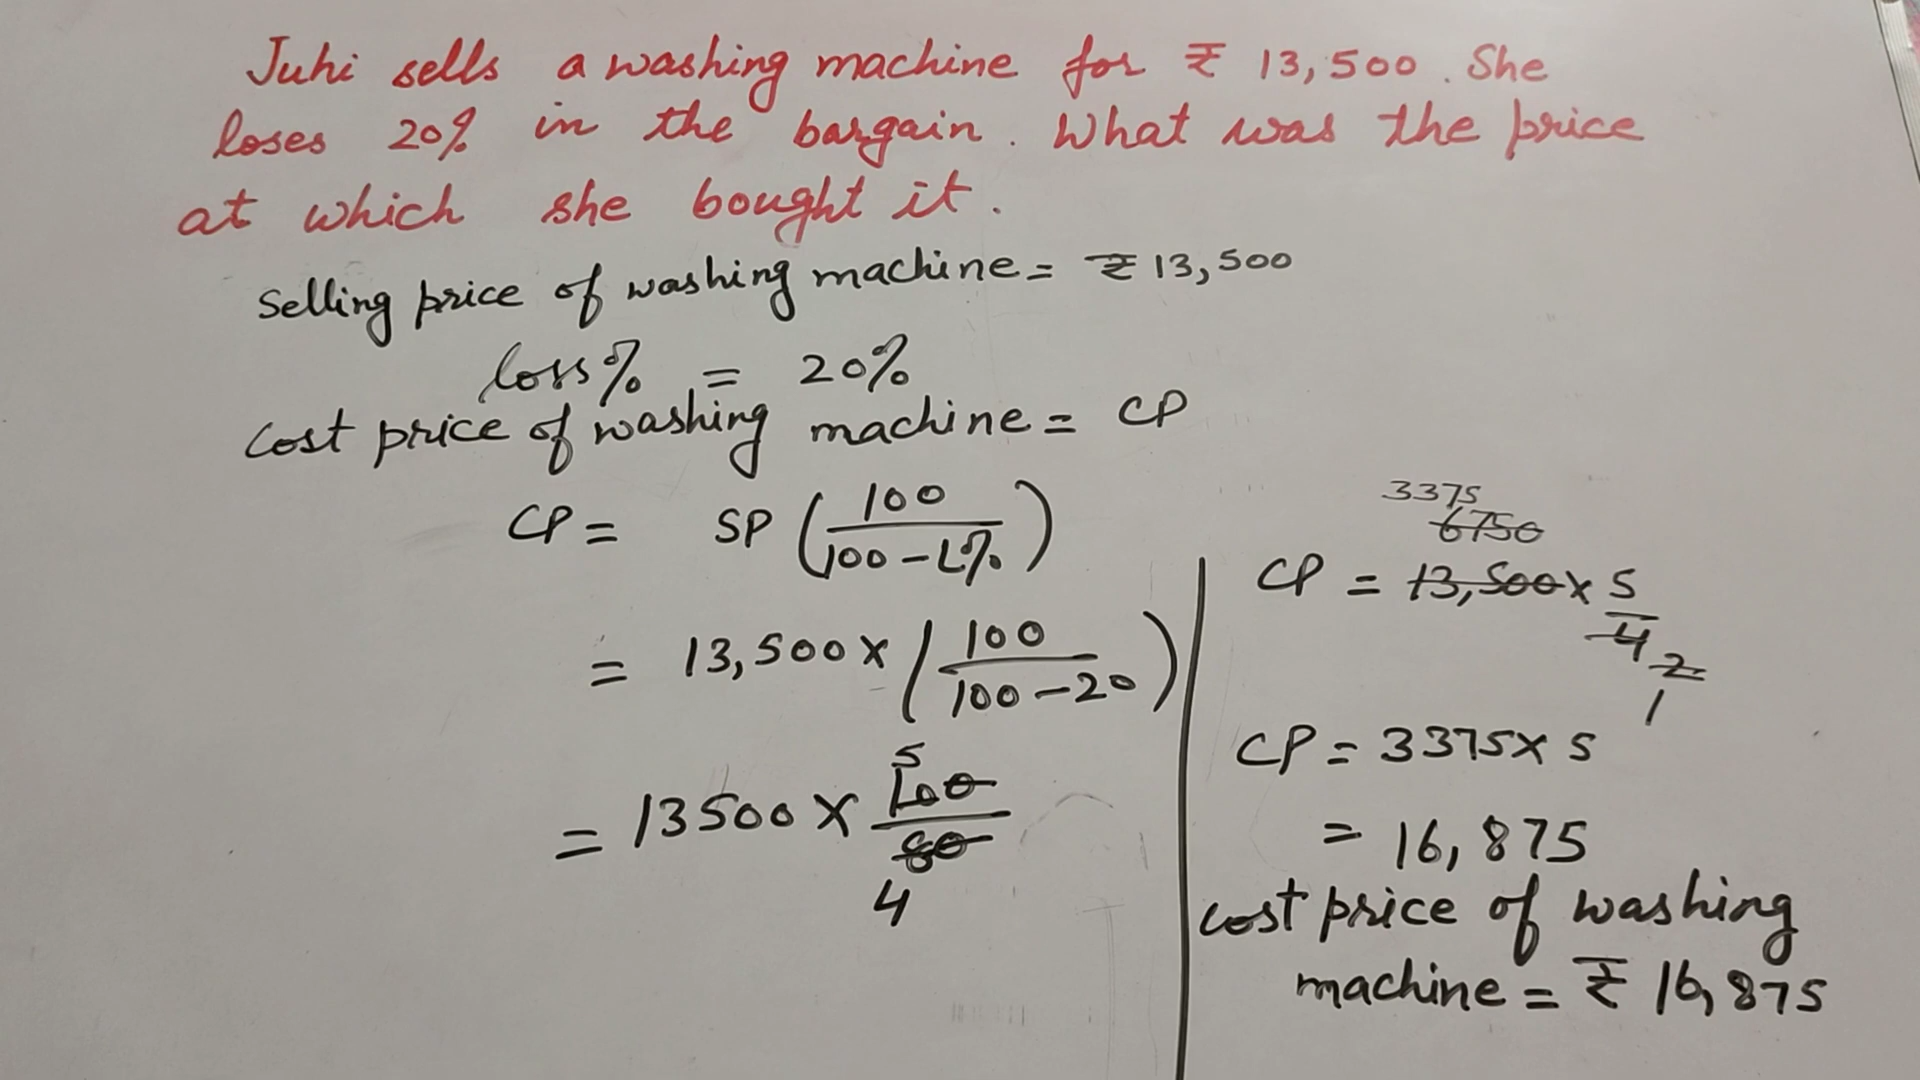 Juhi sells a washing machine for ₹ 13,500. She
loses 20% in the bargain. What was the price
at which she bought it.
Selling price of washing machine = ₹ 13,500
loss% = 20%
Cost price of washing machine = CP
CP = SP (100/100-L%)
= 13,500 x (100/100-20)
5
= 13500 x 100/80
4
3375
6750
CP = 13,500 x 5/4
2
1
CP = 3375 x 5
= 16,875
cost price of washing
machine = ₹ 16,875